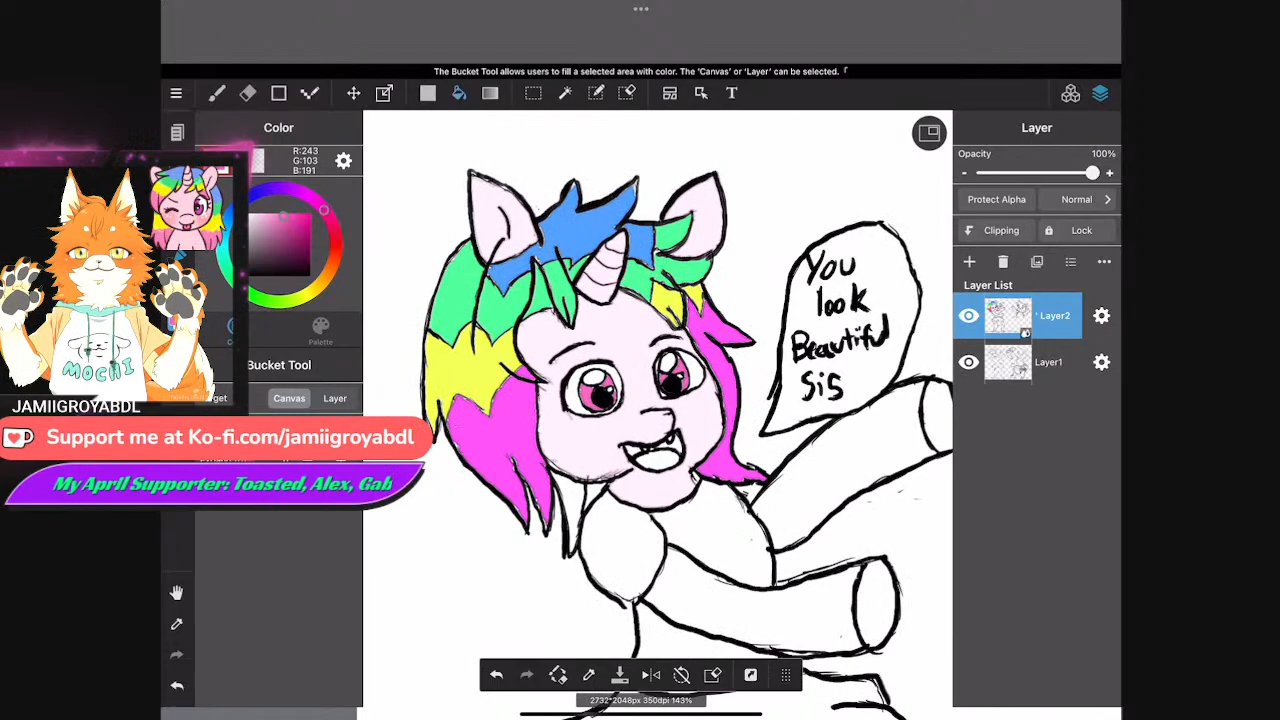 The Bucket Tool allows users to fill a selected area with color. The 'Canvas' or 'Layer' can be selected.
T
Color
R:243
G:103
B:191
Palette
Bucket Tool
Canvas
Layer
MOCHI
JAMIIGROYABDL
Support me at Ko-fi.com/jamiigroyabdl
My April Supporter: Toasted, Alex, Gab
You
look
Beautiful
Sis
Layer
Opacity
100%
- +
Protect Alpha
Normal
Clipping
Lock
Layer List
Layer2
Layer1
2732*2048px 350dpi 143%